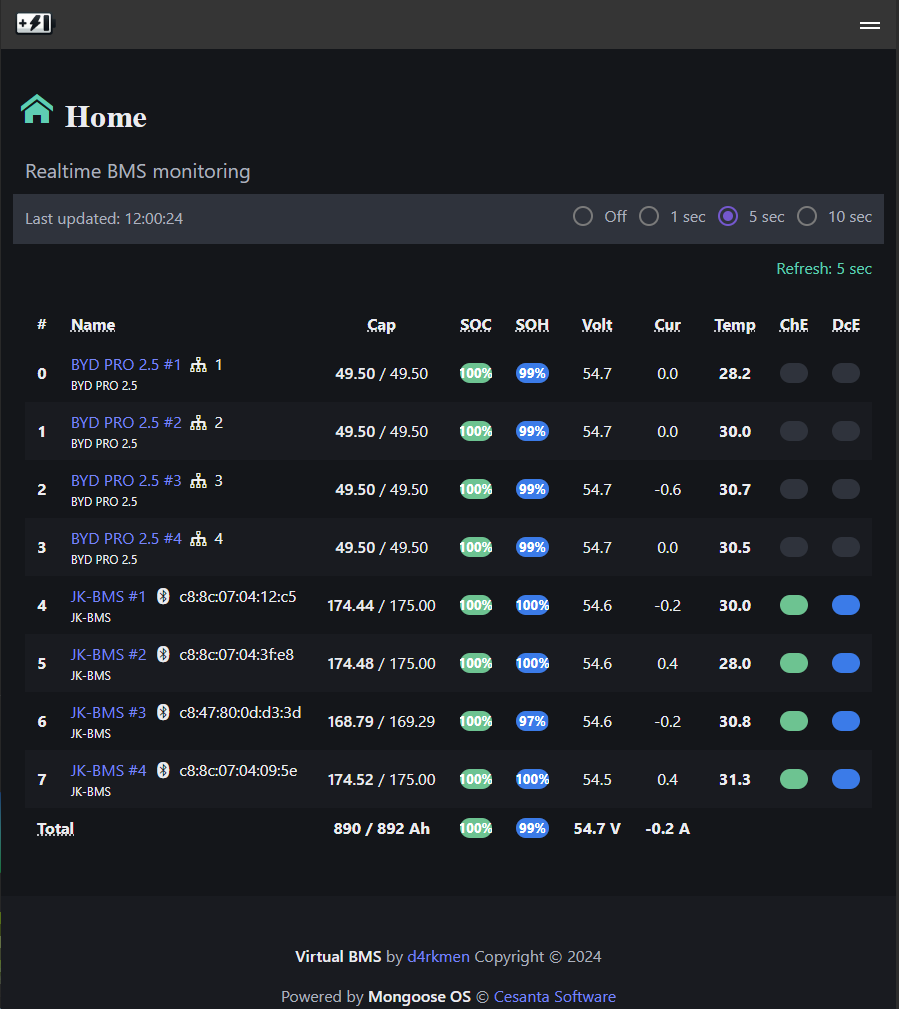 Home
Realtime BMS monitoring
Last updated: 12:00:24 Off 1 sec 5 sec 10 sec
Refresh: 5 sec
# Name Cap SOC SOH Volt Cur Temp ChE DcE
0 BYD PRO 2.5 #1 1 49.50 / 49.50 100% 99% 54.7 0.0 28.2
BYD PRO 2.5
1 BYD PRO 2.5 #2 2 49.50 / 49.50 100% 99% 54.7 0.0 30.0
BYD PRO 2.5
2 BYD PRO 2.5 #3 3 49.50 / 49.50 100% 99% 54.7 -0.6 30.7
BYD PRO 2.5
3 BYD PRO 2.5 #4 4 49.50 / 49.50 100% 99% 54.7 0.0 30.5
BYD PRO 2.5
4 JK-BMS #1 c8:8c:07:04:12:c5 174.44 / 175.00 100% 100% 54.6 -0.2 30.0
JK-BMS
5 JK-BMS #2 c8:8c:07:04:3f:e8 174.48 / 175.00 100% 100% 54.6 0.4 28.0
JK-BMS
6 JK-BMS #3 c8:47:80:0d:d3:3d 168.79 / 169.29 100% 97% 54.6 -0.2 30.8
JK-BMS
7 JK-BMS #4 c8:8c:07:04:09:5e 174.52 / 175.00 100% 100% 54.5 0.4 31.3
JK-BMS
Total 890 / 892 Ah 100% 99% 54.7 V -0.2 A
Virtual BMS by d4rkmen Copyright © 2024
Powered by Mongoose OS © Cesanta Software